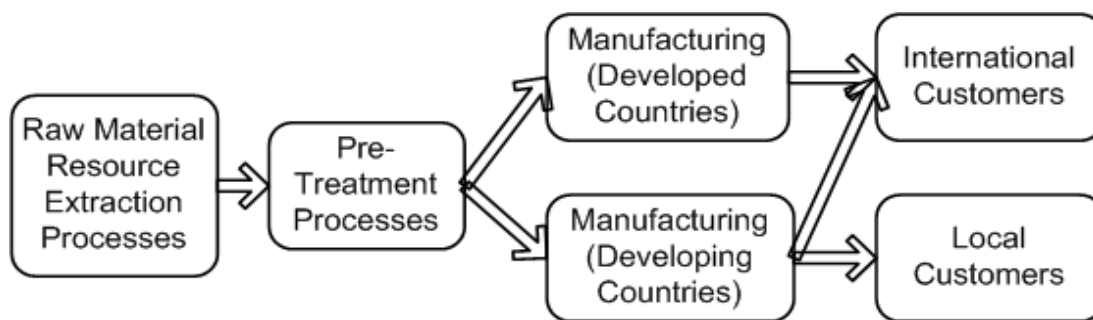 Raw Material
Resource
Extraction
Processes
Pre-
Treatment
Processes
Manufacturing
(Developed
Countries)
Manufacturing
(Developing
Countries)
International
Customers
Local
Customers